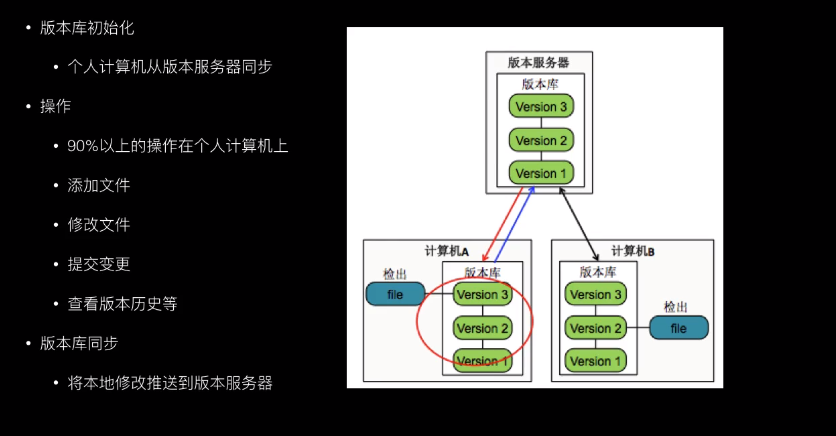 • 版本库初始化
• 个人计算机从版本服务器同步
• 操作
• 90%以上的操作在个人计算机上
• 添加文件
• 修改文件
• 提交变更
• 查看版本历史等
• 版本库同步
• 将本地修改推送到版本服务器
版本服务器
版本库
Version 3
Version 2
Version 1
计算机A
检出
file
版本库
Version 3
Version 2
Version 1
计算机B
版本库
Version 3
Version 2
Version 1
检出
file